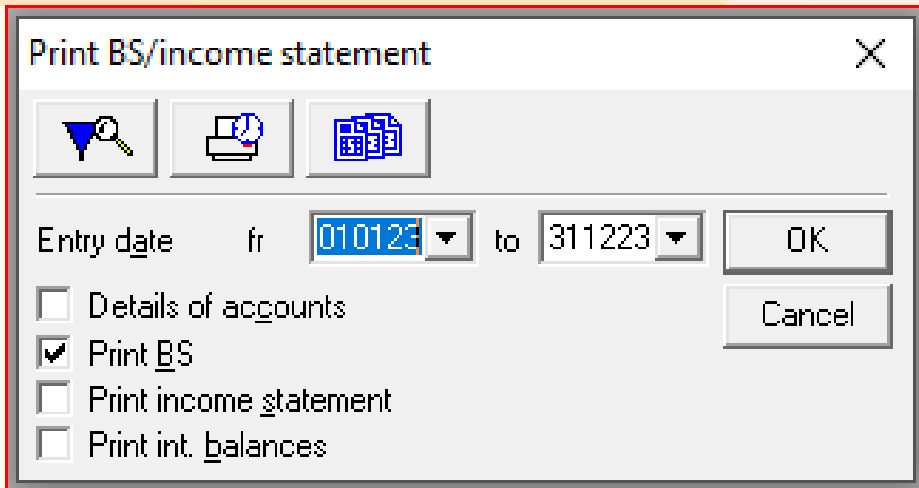 Print BS/income statement
Entry date fr 010123 to 311223 OK
Details of accounts
Cancel
Print BS
Print income statement
Print int. balances